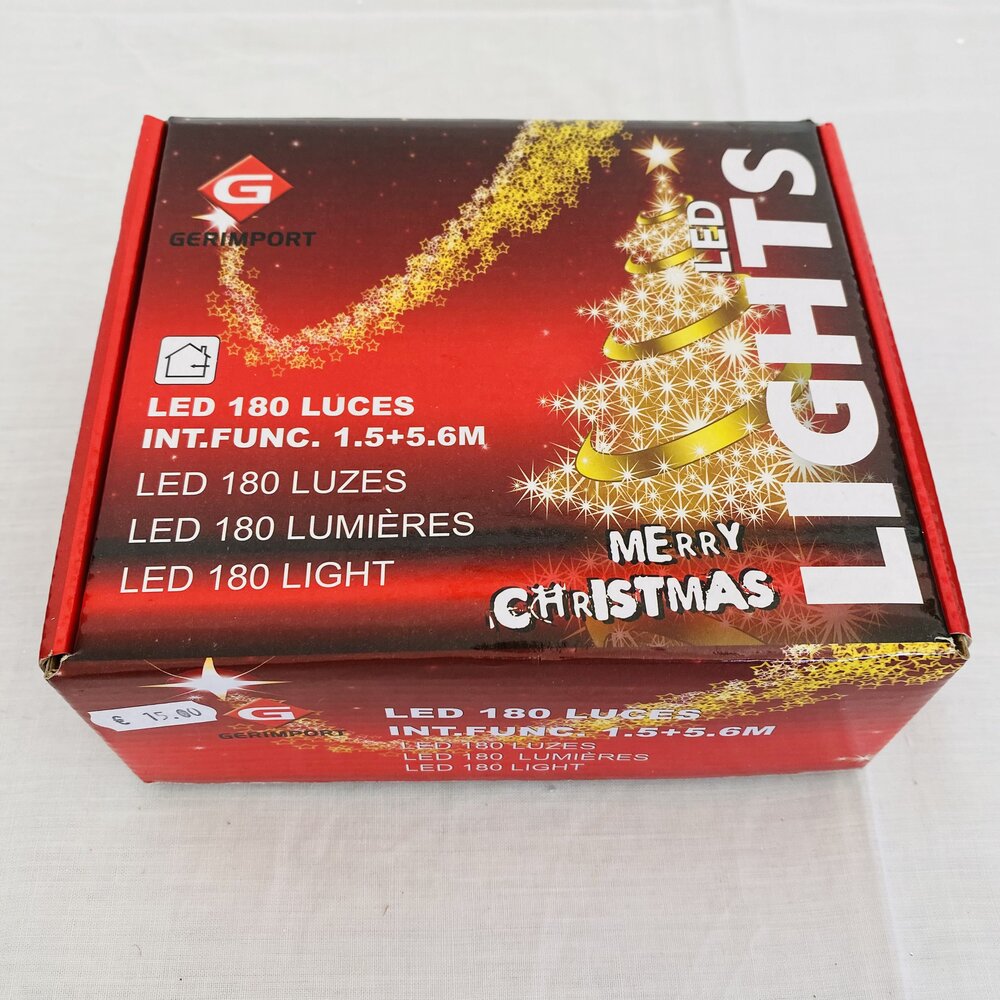 G
GERIMPORT
LED 180 LUCES
INT.FUNC. 1.5+5.6M
LED 180 LUZES
LED 180 LUMIÈRES
LED 180 LIGHT
LED
LIGHTS
MERRY
CHRISTMAS
€ 15.00
G
GERIMPORT
LED 180 LUCES
INT.FUNC. 1.5+5.6M
LED 180 LUZES
LED 180 LUMIÈRES
LED 180 LIGHT